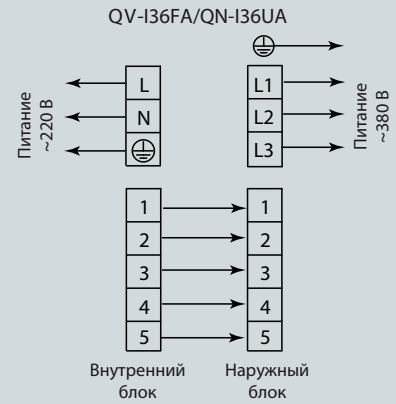 QV-I36FA/QN-I36UA
L
N
L1
L2
L3
Питание
~220 В
Питание
~380 В
1 1
2 2
3 3
4 4
5 5
Внутренний
блок
Наружный
блок